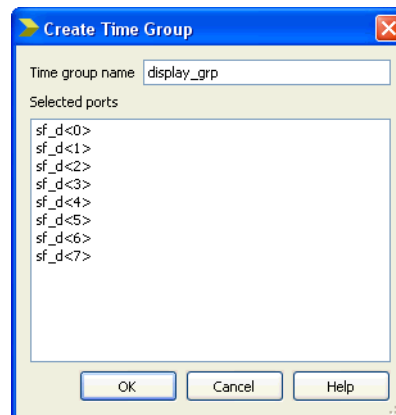 Create Time Group
Time group name display_grp
Selected ports
sf_d<0>
sf_d<1>
sf_d<2>
sf_d<3>
sf_d<4>
sf_d<5>
sf_d<6>
sf_d<7>
OK Cancel Help